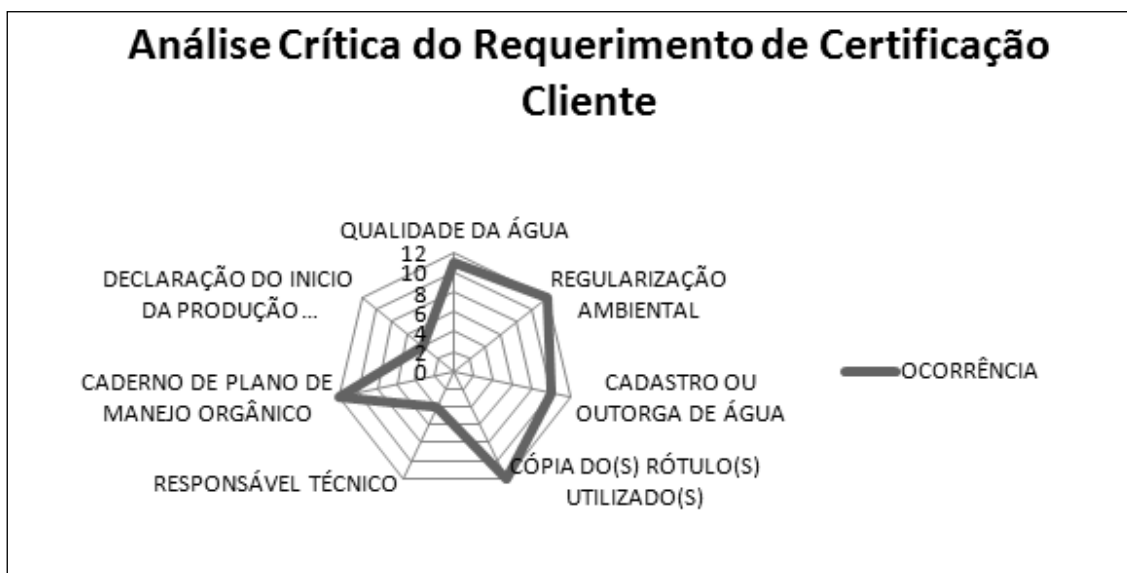 Análise Crítica do Requerimento de Certificação
Cliente
QUALIDADE DA ÁGUA
12
10
8
6
4
2
0
REGULARIZAÇÃO
AMBIENTAL
CADASTRO OU
OUTORGA DE ÁGUA
CÓPIA DO(S) RÓTULO(S)
UTILIZADO(S)
RESPONSÁVEL TÉCNICO
CADERNO DE PLANO DE
MANEJO ORGÂNICO
DECLARAÇÃO DO INICIO
DA PRODUÇÃO ...
OCORRÊNCIA